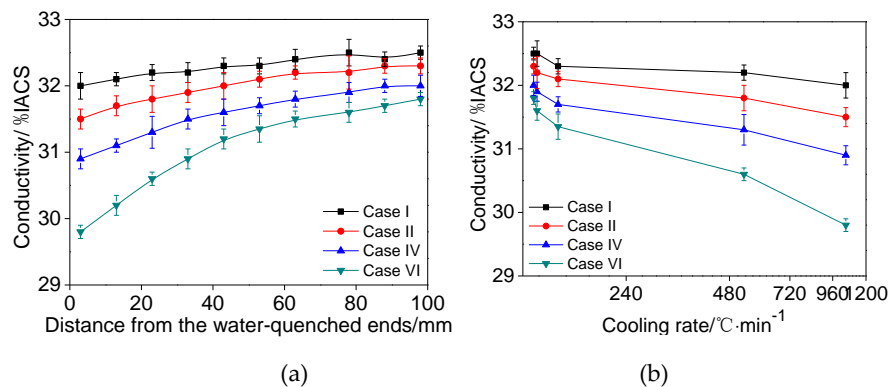 33
32
31
30
29
Conductivity/ %IACS
Case I
Case II
Case IV
Case VI
0 20 40 60 80 100
Distance from the water-quenched ends/mm
(a)
33
32
31
30
29
Conductivity/ %IACS
Case I
Case II
Case IV
Case VI
240 480 720 960 1200
Cooling rate/℃·min⁻¹
(b)